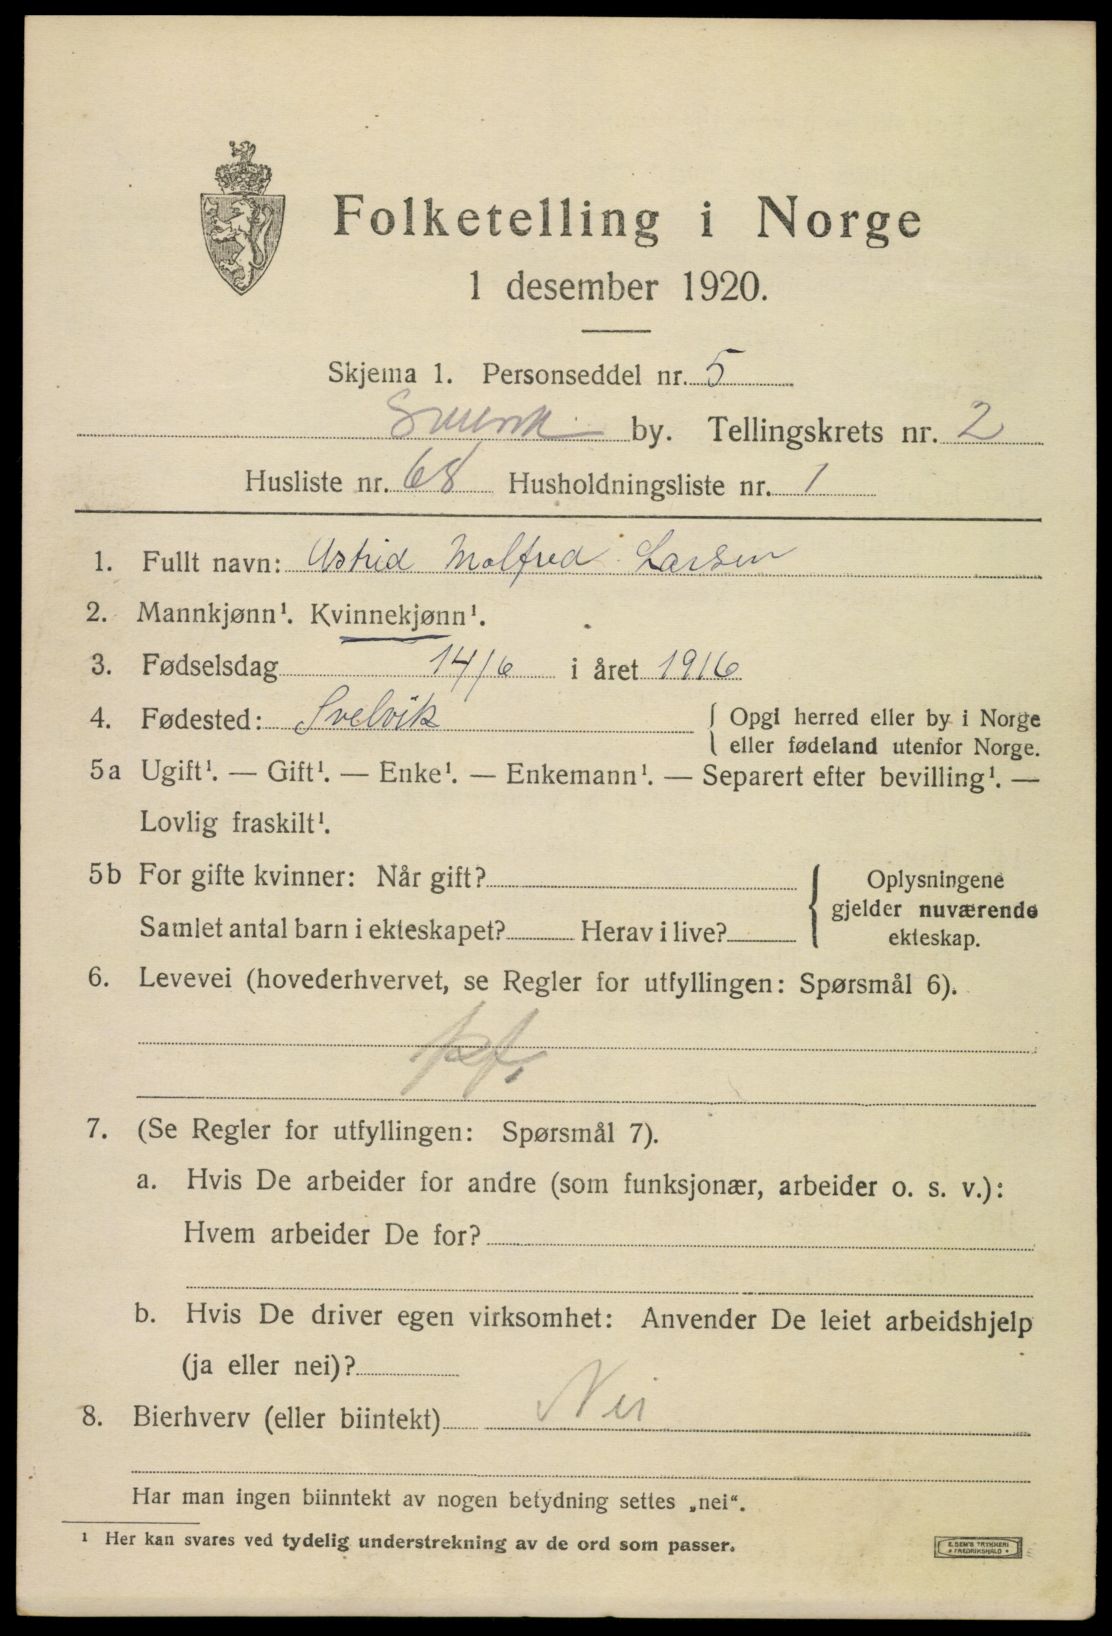 Folketelling i Norge
1 desember 1920.
Skjema 1. Personseddel nr. 5
Svelvik by. Tellingskrets nr. 2
Husliste nr. 68 Husholdningsliste nr. 1
1. Fullt navn: Astrid Malfred Larsen
2. Mannkjønn¹. Kvinnekjønn¹.
3. Fødselsdag 14/6 i året 1916
4. Fødested: Svelvik { Opgi herred eller by i Norge
eller fødeland utenfor Norge.
5a Ugift¹. — Gift¹. — Enke¹. — Enkemann¹. — Separert efter bevilling¹. —
Lovlig fraskilt¹.
5b For gifte kvinner: Når gift? { Oplysningene
gjelder nuværende
Samlet antal barn i ekteskapet? Herav i live? ekteskap.
6. Levevei (hovederhvervet, se Regler for utfyllingen: Spørsmål 6).
pf.
7. (Se Regler for utfyllingen: Spørsmål 7).
a. Hvis De arbeider for andre (som funksjonær, arbeider o. s. v.):
Hvem arbeider De for?
b. Hvis De driver egen virksomhet: Anvender De leiet arbeidshjelp
(ja eller nei)?
8. Bierhverv (eller biintekt) Nei
Har man ingen biinntekt av nogen betydning settes „nei“.
¹ Her kan svares ved tydelig understrekning av de ord som passer.
E. SEM'S TRYKKERI
FREDRIKSHALD